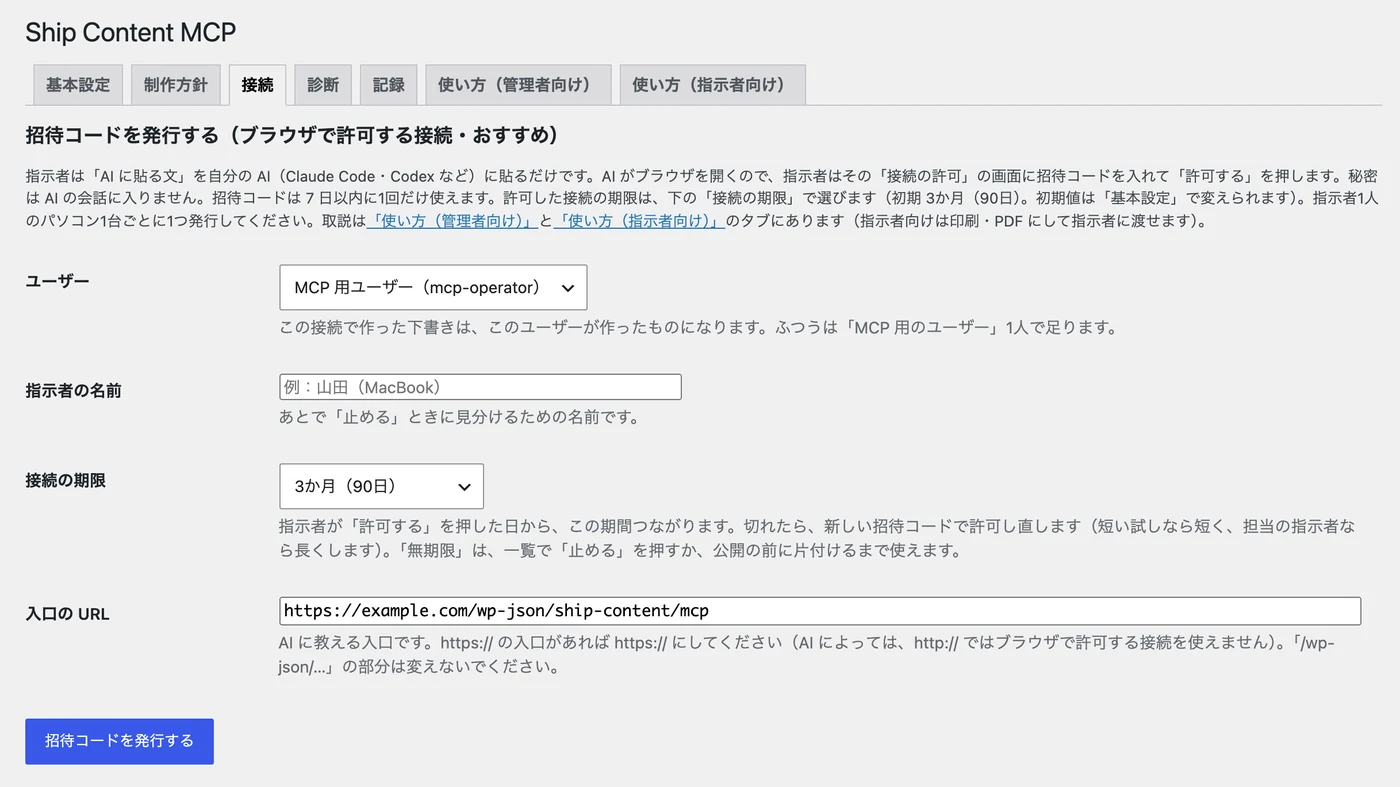 Ship Content MCP
基本設定
制作方針
接続
診断
記録
使い方（管理者向け）
使い方（指示者向け）
招待コードを発行する（ブラウザで許可する接続・おすすめ）
指示者は「AI に貼る文」を自分の AI（Claude Code・Codex など）に貼るだけです。AI がブラウザを開くので、指示者はその「接続の許可」の画面に招待コードを入れて「許可する」を押します。秘密
は AI の会話に入りません。招待コードは 7 日以内に1回だけ使えます。許可した接続の期限は、下の「接続の期限」で選びます（初期 3か月（90日）。初期値は「基本設定」で変えられます）。指示者1人
のパソコン1台ごとに1つ発行してください。取説は「使い方（管理者向け）」と「使い方（指示者向け）」のタブにあります（指示者向けは印刷・PDF にして指示者に渡せます）。
ユーザー
MCP 用ユーザー（mcp-operator）
この接続で作った下書きは、このユーザーが作ったものになります。ふつうは「MCP 用のユーザー」1人で足ります。
指示者の名前
例：山田（MacBook）
あとで「止める」ときに見分けるための名前です。
接続の期限
3か月（90日）
指示者が「許可する」を押した日から、この期間つながります。切れたら、新しい招待コードで許可し直します（短い試しなら短く、担当の指示者な
ら長くします）。「無期限」は、一覧で「止める」を押すか、公開の前に片付けるまで使えます。
入口の URL
https://example.com/wp-json/ship-content/mcp
AI に教える入口です。https:// の入口があれば https:// にしてください（AI によっては、http:// ではブラウザで許可する接続を使えません）。「/wp-
json/...」の部分は変えないでください。
招待コードを発行する